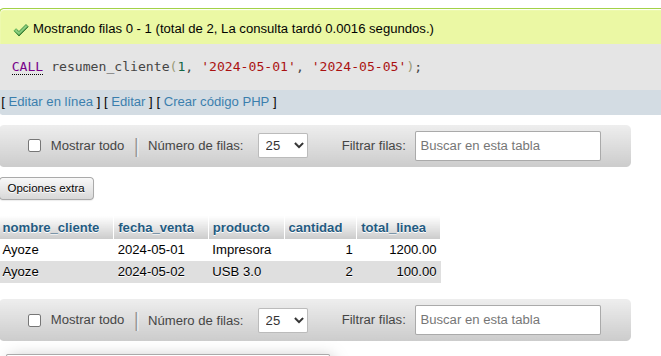 Mostrando filas 0 - 1 (total de 2, La consulta tardó 0.0016 segundos.)
CALL resumen_cliente(1, '2024-05-01', '2024-05-05');
[ Editar en línea ] [ Editar ] [ Crear código PHP ]
Mostrar todo Número de filas: 25 Filtrar filas: Buscar en esta tabla
Opciones extra
nombre_cliente fecha_venta producto cantidad total_linea
Ayoze 2024-05-01 Impresora 1 1200.00
Ayoze 2024-05-02 USB 3.0 2 100.00
Mostrar todo Número de filas: 25 Filtrar filas: Buscar en esta tabla